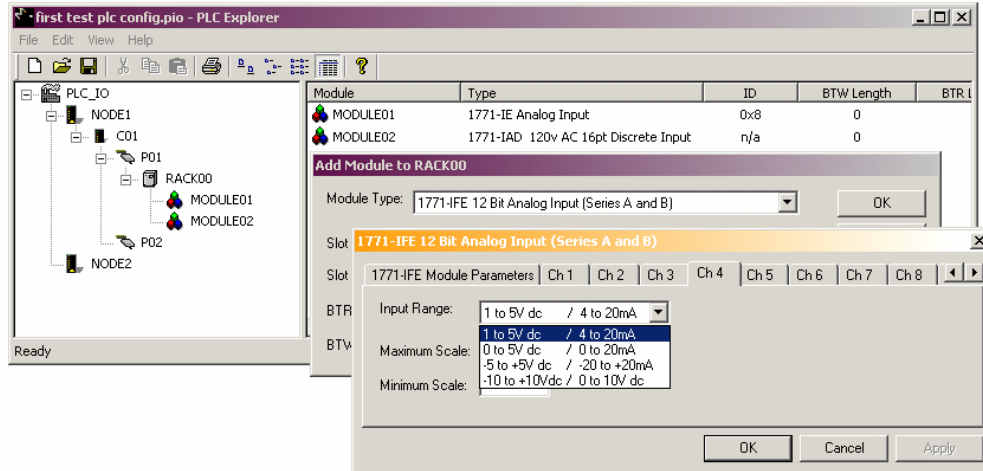 first test plc config.pio - PLC Explorer
File Edit View Help
PLC_IO
NODE1
C01
P01
RACK00
MODULE01
MODULE02
P02
NODE2
Module Type ID BTW Length BTR L
MODULE01 1771-IE Analog Input 0x8 0
MODULE02 1771-IAD 120v AC 16pt Discrete Input n/a 0
Ready
Add Module to RACK00
Module Type: 1771-IFE 12 Bit Analog Input (Series A and B) OK
Slot
Slot
BTR
BTW
1771-IFE 12 Bit Analog Input (Series A and B)
1771-IFE Module Parameters Ch 1 Ch 2 Ch 3 Ch 4 Ch 5 Ch 6 Ch 7 Ch 8
Input Range: 1 to 5V dc / 4 to 20mA
1 to 5V dc / 4 to 20mA
0 to 5V dc / 0 to 20mA
-5 to +5V dc / -20 to +20mA
-10 to +10Vdc / 0 to 10V dc
Maximum Scale:
Minimum Scale:
OK Cancel Apply